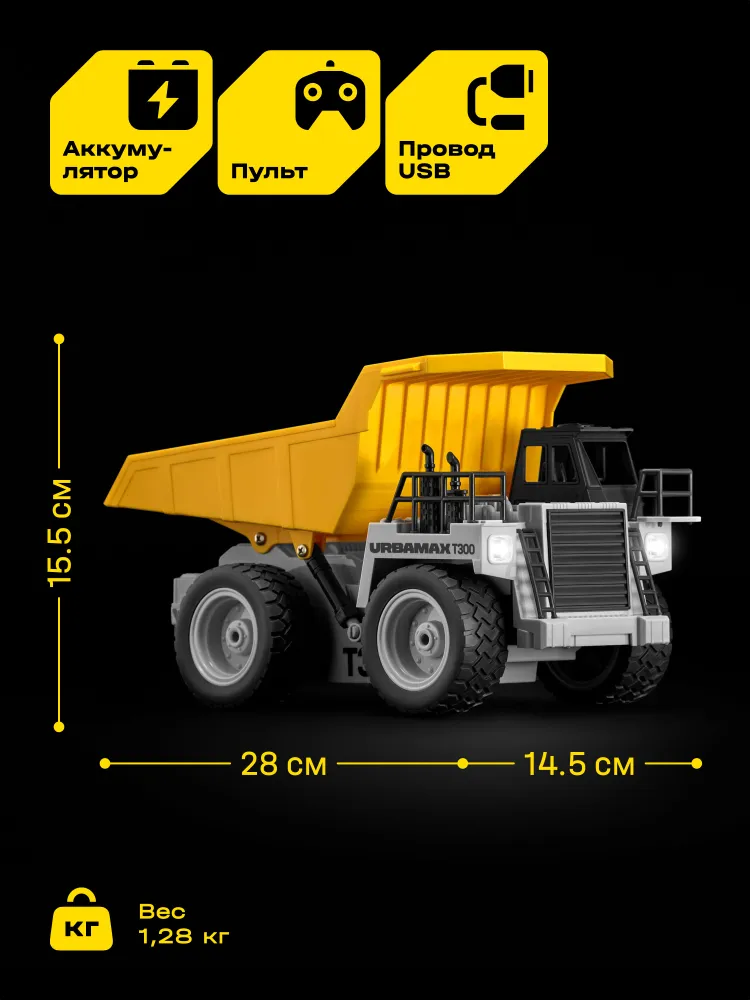 Аккуму-
лятор
Пульт
Провод
USB
15.5 см
URBAMAX T300
28 см
14.5 см
кг
Вес
1,28 кг